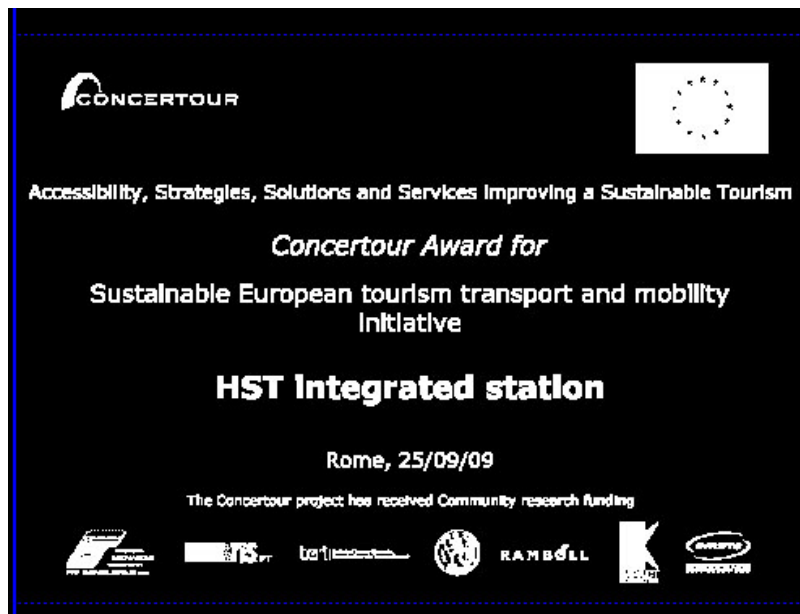 CONCERTOUR
Accessibility, Strategies, Solutions and Services improving a Sustainable Tourism
Concertour Award for
Sustainable European tourism transport and mobility
initiative
HST integrated station
Rome, 25/09/09
The Concertour project has received Community research funding
RAMBOLL